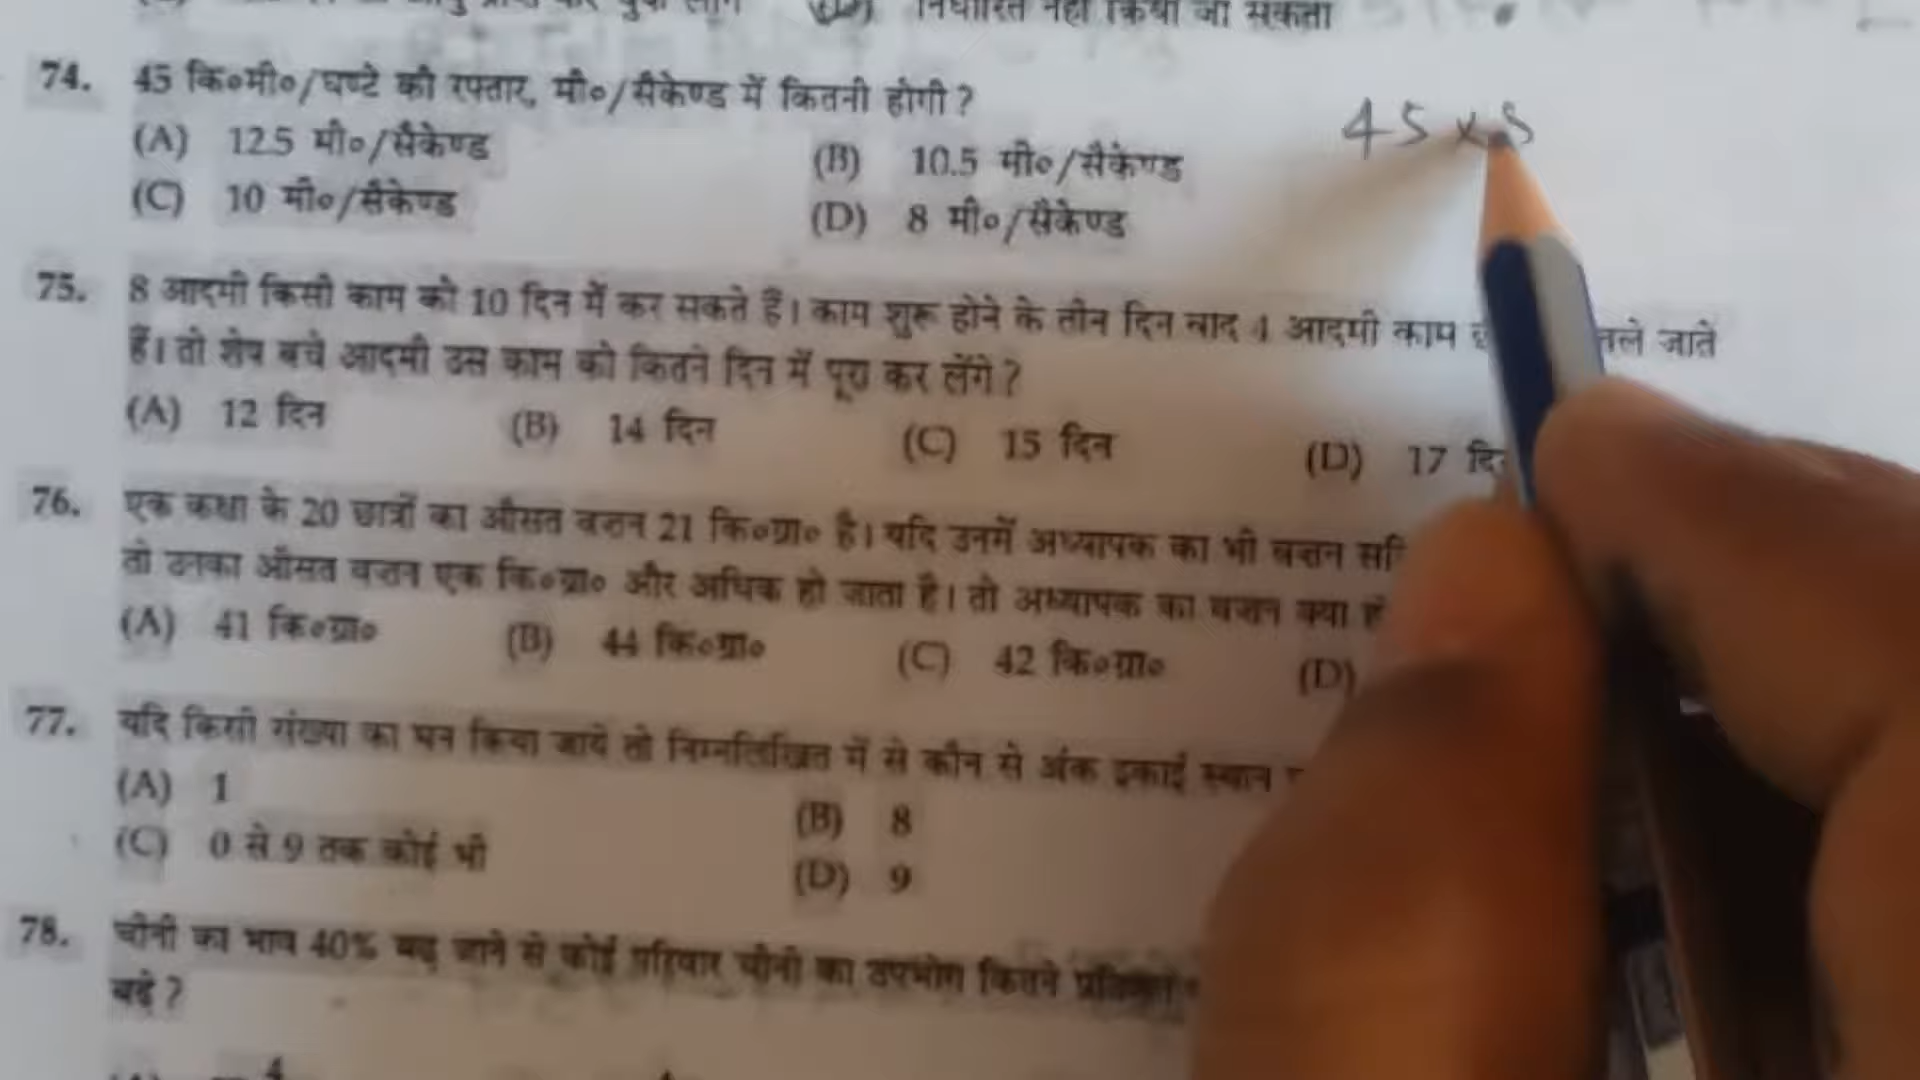 निर्धारित नहीं किया जा सकता
74. 45 कि०मी०/घण्टे की रफ्तार, मी०/सैकेण्ड में कितनी होगी ?
45 × 5
(A) 12.5 मी०/सैकेण्ड (B) 10.5 मी०/सैकेण्ड
(C) 10 मी०/सैकेण्ड (D) 8 मी०/सैकेण्ड
75. 8 आदमी किसी काम को 10 दिन में कर सकते हैं। काम शुरू होने के तीन दिन बाद 4 आदमी काम जाते
हैं। तो शेष बचे आदमी उस काम को कितने दिन में पूरा कर लेंगे ?
(A) 12 दिन (B) 14 दिन (C) 15 दिन (D) 17
76. एक कक्षा के 20 छात्रों का औसत वजन 21 कि०ग्रा० है। यदि उनमें अध्यापक का भी वजन
तो उनका औसत वजन एक कि०ग्रा० और अधिक हो जाता है। तो अध्यापक का वजन क्या
(A) 41 कि०ग्रा० (B) 44 कि०ग्रा० (C) 42 कि०ग्रा० (D)
77. यदि किसी संख्या का घन किया जाये तो निम्नलिखित में से कौन से अंक इकाई स्थान
(A) 1 (B) 8
(C) 0 से 9 तक कोई भी (D) 9
78. चीनी का भाव 40% बढ़ जाने से कोई परिवार चीनी का उपभोग कितने प्रतिशत
बढ़े ?